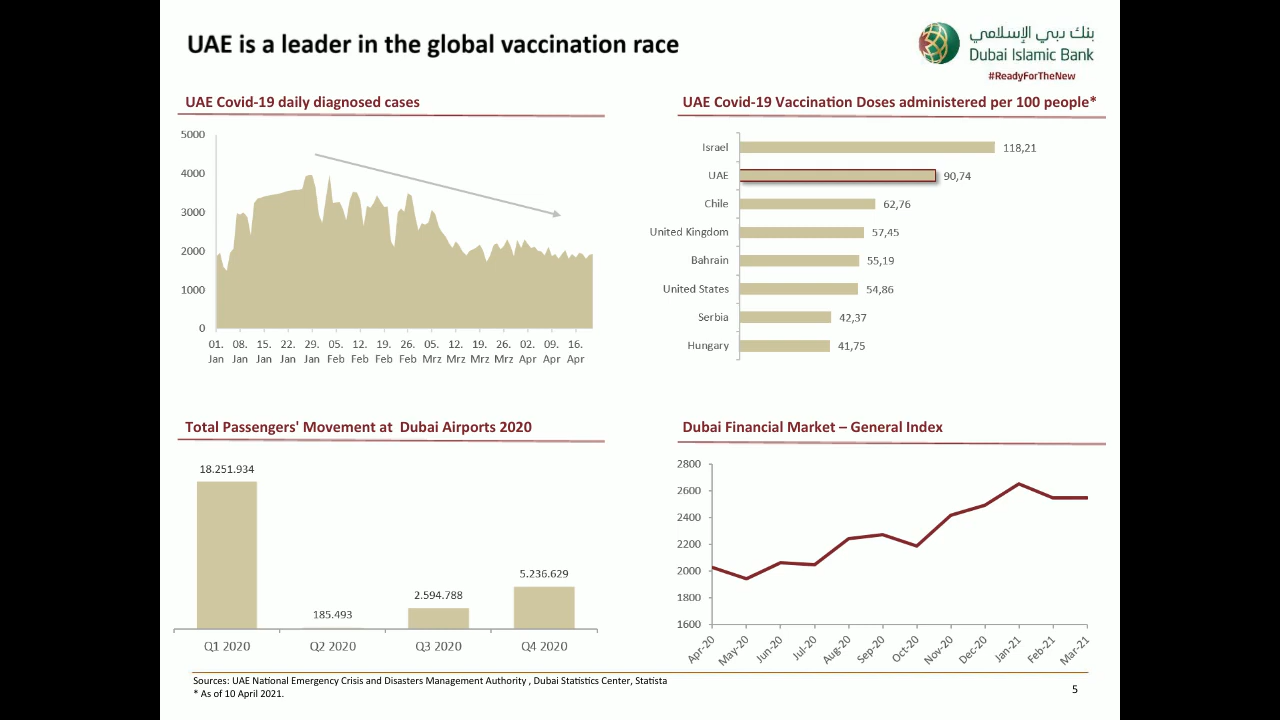 UAE is a leader in the global vaccination race
بنك دبي الإسلامي
Dubai Islamic Bank
#ReadyForTheNew
UAE Covid-19 daily diagnosed cases
5000
4000
3000
2000
1000
0
01. 08. 15. 22. 29. 05. 12. 19. 26. 05. 12. 19. 26. 02. 09. 16.
Jan Jan Jan Jan Jan Feb Feb Feb Feb Mrz Mrz Mrz Mrz Apr Apr Apr
UAE Covid-19 Vaccination Doses administered per 100 people*
Israel 118,21
UAE 90,74
Chile 62,76
United Kingdom 57,45
Bahrain 55,19
United States 54,86
Serbia 42,37
Hungary 41,75
Total Passengers' Movement at Dubai Airports 2020
18.251.934
185.493
2.594.788
5.236.629
Q1 2020 Q2 2020 Q3 2020 Q4 2020
Dubai Financial Market – General Index
2800
2600
2400
2200
2000
1800
1600
Apr-20 May-20 Jun-20 Jul-20 Aug-20 Sep-20 Oct-20 Nov-20 Dec-20 Jan-21 Feb-21 Mar-21
Sources: UAE National Emergency Crisis and Disasters Management Authority , Dubai Statistics Center, Statista
* As of 10 April 2021.
5